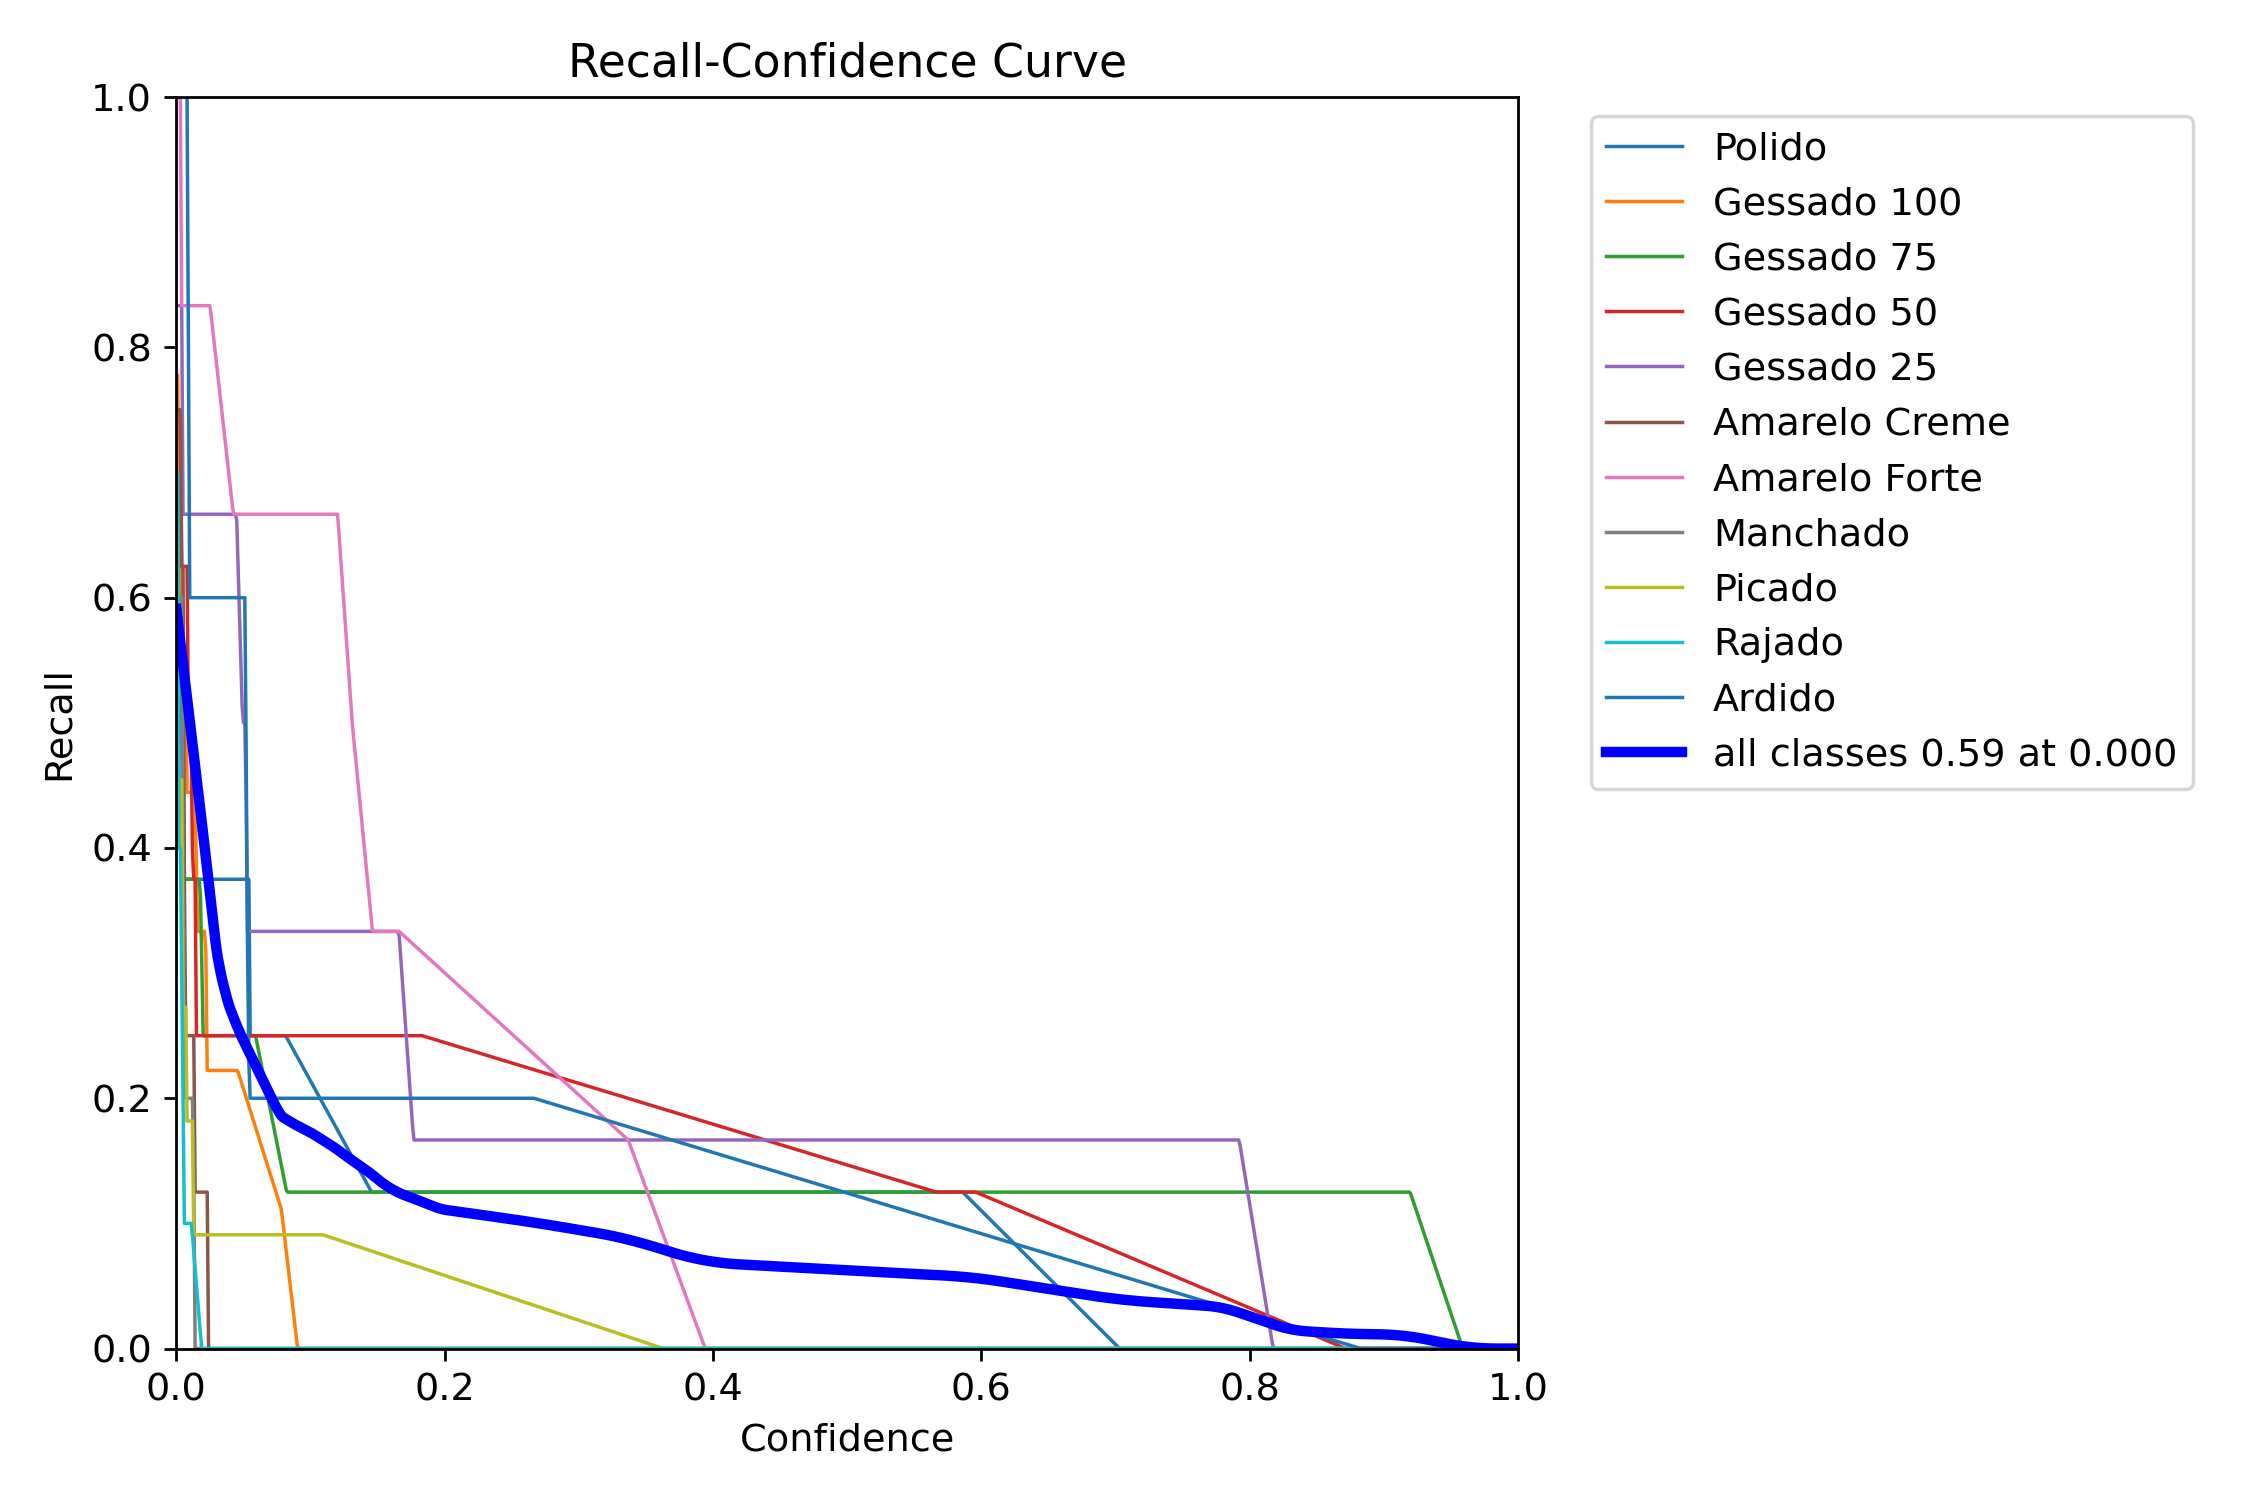 Recall-Confidence Curve
1.0
0.8
0.6
0.4
0.2
0.0
Recall
0.0 0.2 0.4 0.6 0.8 1.0
Confidence
Polido
Gessado 100
Gessado 75
Gessado 50
Gessado 25
Amarelo Creme
Amarelo Forte
Manchado
Picado
Rajado
Ardido
all classes 0.59 at 0.000